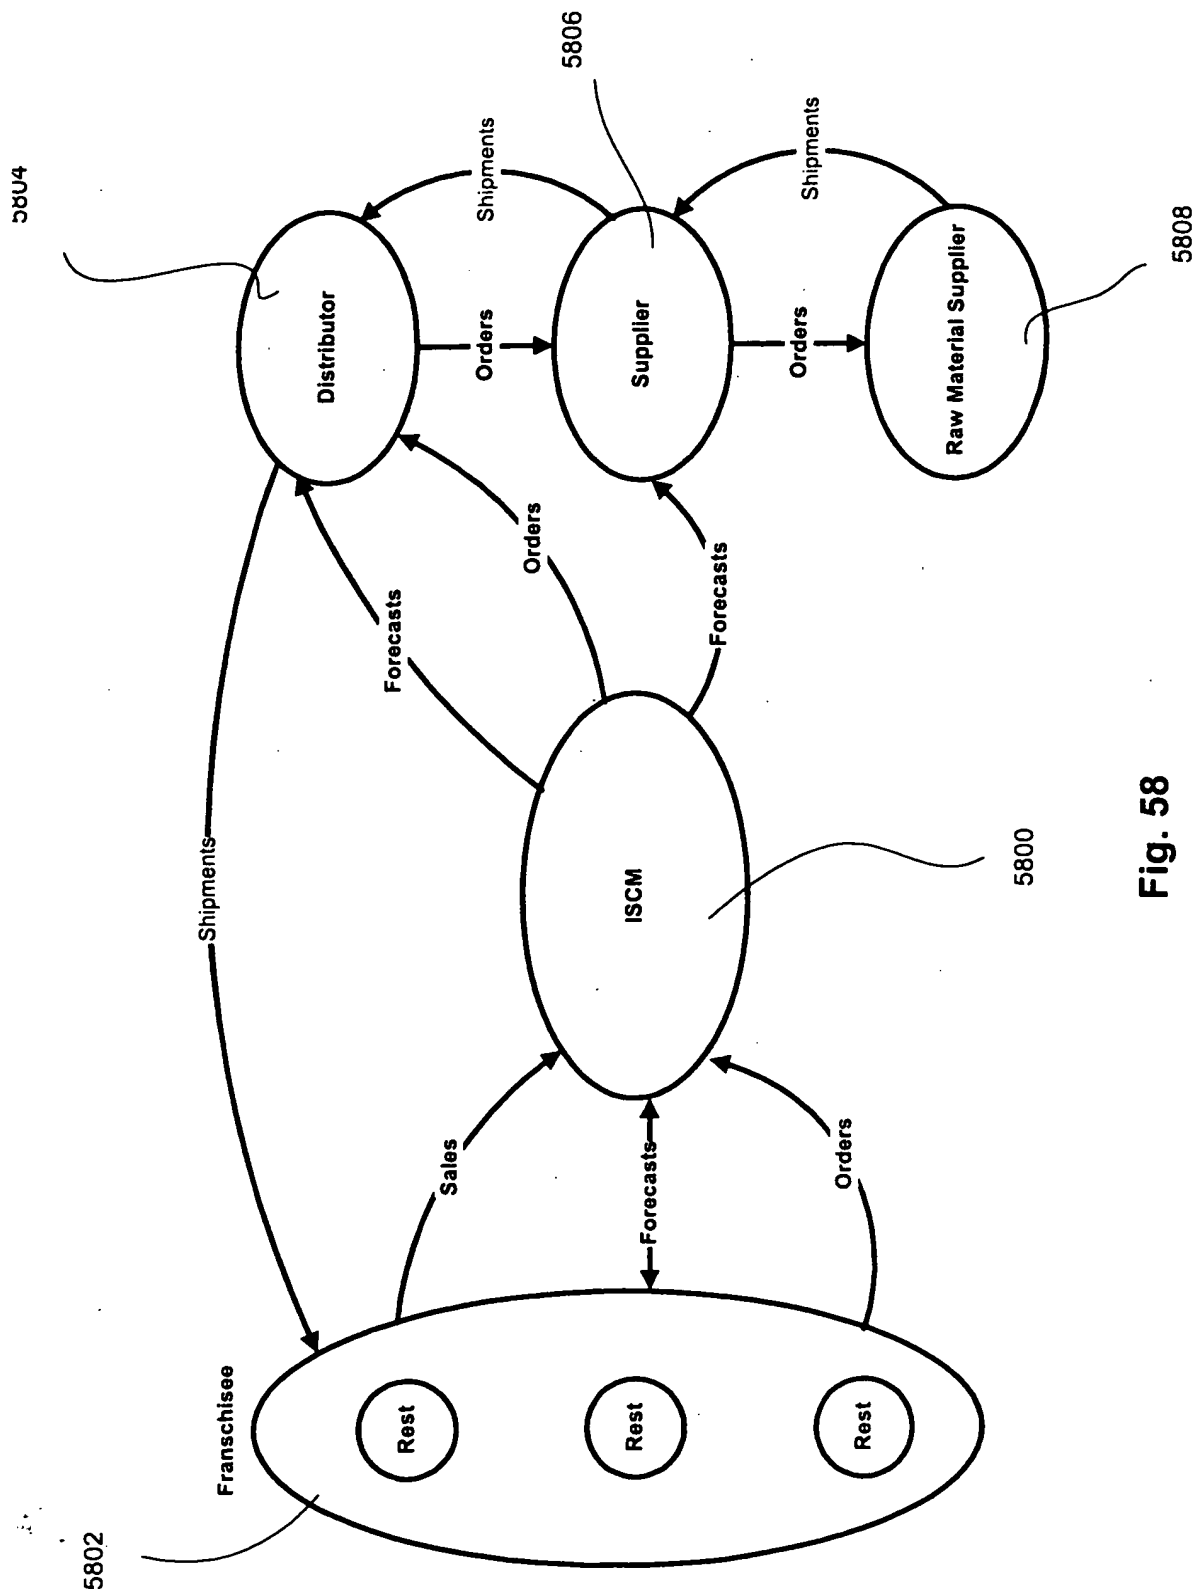 5804
5802
Shipments
Franschisee
Distributor
Forecasts
Rest
Sales
Orders
Shipments
Orders
5806
Rest
Forecasts
ISCM
Supplier
Forecasts
Orders
Shipments
Orders
Rest
Raw Material Supplier
5800
5808
Fig. 58